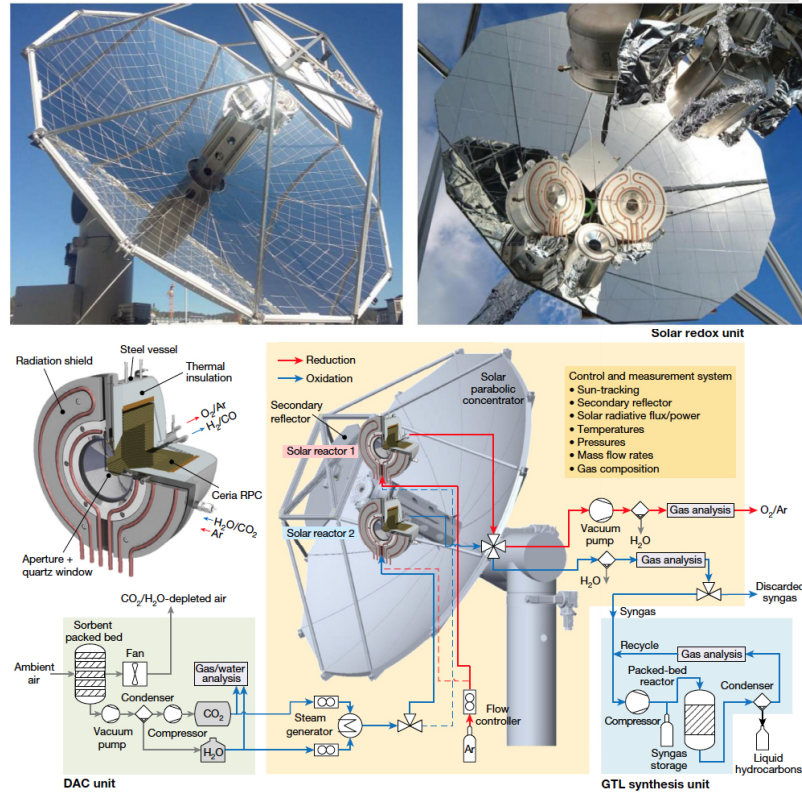 Solar redox unit
Radiation shield
Steel vessel
Thermal
insulation
O2/Ar
H2/CO
Ceria RPC
H2O/CO2
Ar
Aperture +
quartz window
Reduction
Oxidation
Secondary
reflector
Solar
parabolic
concentrator
Solar reactor 1
Solar reactor 2
Control and measurement system
• Sun-tracking
• Secondary reflector
• Solar radiative flux/power
• Temperatures
• Pressures
• Mass flow rates
• Gas composition
Vacuum
pump
H2O
Gas analysis
O2/Ar
H2O
Gas analysis
Discarded
syngas
Syngas
CO2/H2O-depleted air
Sorbent
packed bed
Fan
Ambient
air
Gas/water
analysis
Condenser
CO2
Vacuum
pump
Compressor
H2O
DAC unit
Steam
generator
Flow
controller
Ar
Recycle
Gas analysis
Packed-bed
reactor
Condenser
Compressor
Syngas
storage
Liquid
hydrocarbons
GTL synthesis unit